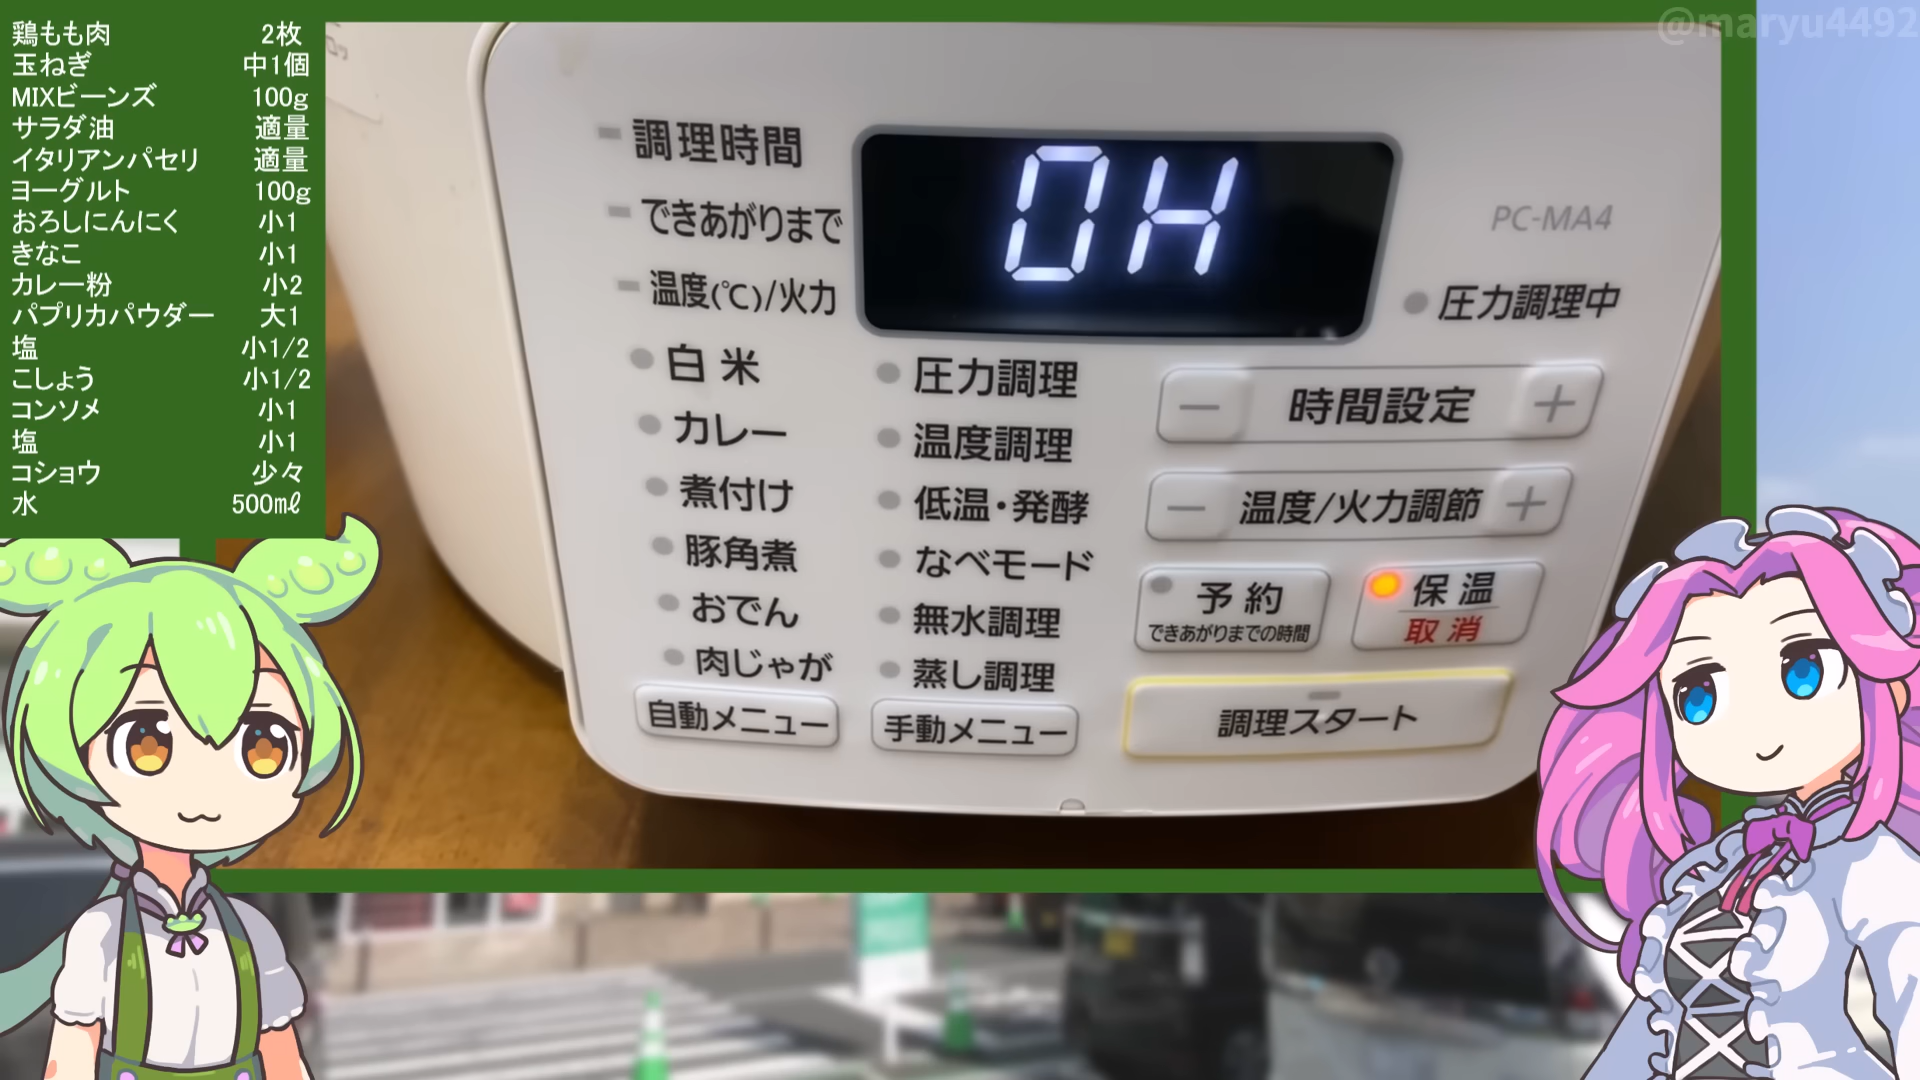 @maryu4492
鶏もも肉 2枚
玉ねぎ 中1個
MIXビーンズ 100g
サラダ油 適量
イタリアンパセリ 適量
ヨーグルト 100g
おろしにんにく 小1
きなこ 小1
カレー粉 小2
パプリカパウダー 大1
塩 小1/2
こしょう 小1/2
コンソメ 小1
塩 小1
コショウ 少々
水 500㎖
調理時間
できあがりまで
温度(℃)/火力
0H
PC-MA4
圧力調理中
白米
カレー
煮付け
豚角煮
おでん
肉じゃが
自動メニュー
圧力調理
温度調理
低温・発酵
なべモード
無水調理
蒸し調理
手動メニュー
− 時間設定 +
− 温度/火力調節 +
予約
できあがりまでの時間
保温
取消
調理スタート